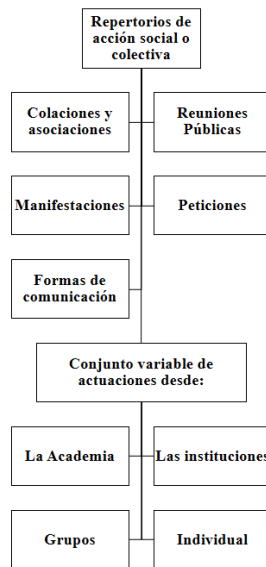 Repertorios de
acción social o
colectiva
Colaciones y
asociaciones
Reuniones
Públicas
Manifestaciones
Peticiones
Formas de
comunicación
Conjunto variable de
actuaciones desde:
La Academia
Las instituciones
Grupos
Individual